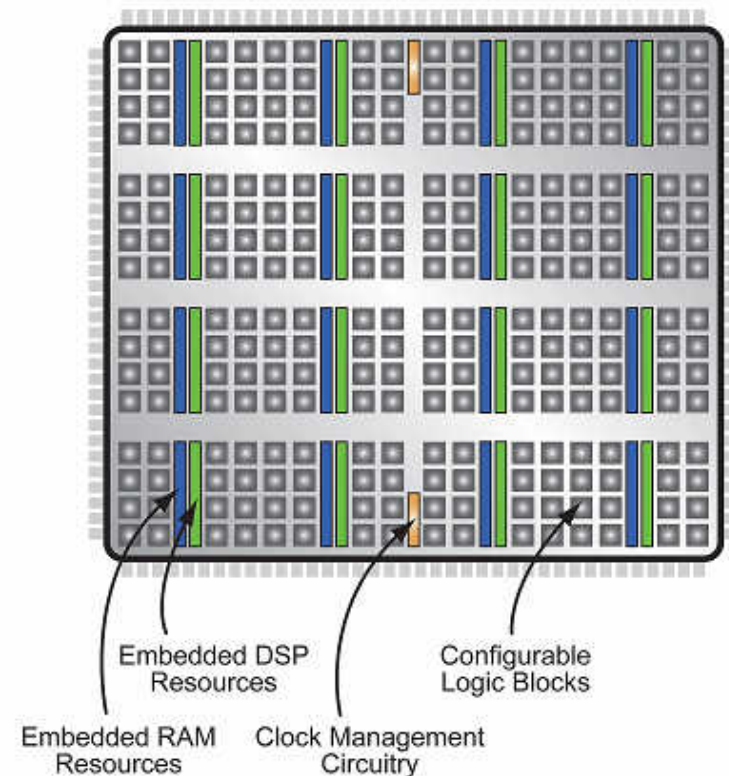 Embedded DSP
Resources
Configurable
Logic Blocks
Embedded RAM
Resources
Clock Management
Circuitry